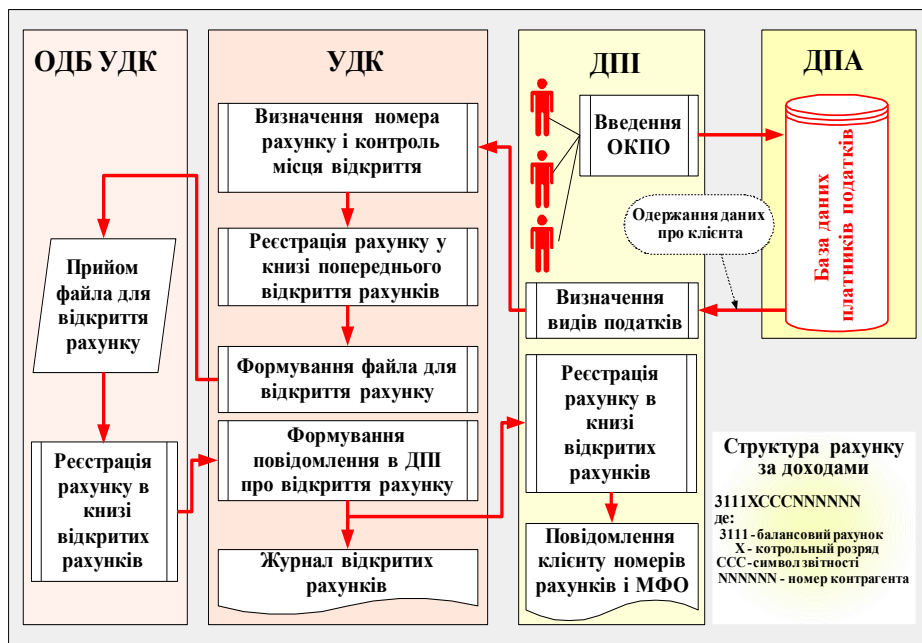 ОДБ УДК
УДК
ДПІ
ДПА
Визначення номера
рахунку і контроль
місця відкриття
Введення
ОКПО
База даних
платників податків
Одержання даних
про клієнта
Реєстрація рахунку у
книзі попереднього
відкриття рахунків
Прийом
файла для
відкриття
рахунку
Визначення
видів податків
Формування файла для
відкриття рахунку
Реєстрація
рахунку в
книзі
відкритих
рахунків
Формування
повідомлення в ДПІ
про відкриття рахунку
Реєстрація
рахунку в
книзі
відкритих
рахунків
Журнал відкритих
рахунків
Повідомлення
клієнту номерів
рахунків і МФО
Структура рахунку
за доходами
3111XCCCNNNNNN
де:
3111 - балансовий рахунок
X - котрольный розряд
CCC - символ звітності
NNNNNN - номер контрагента